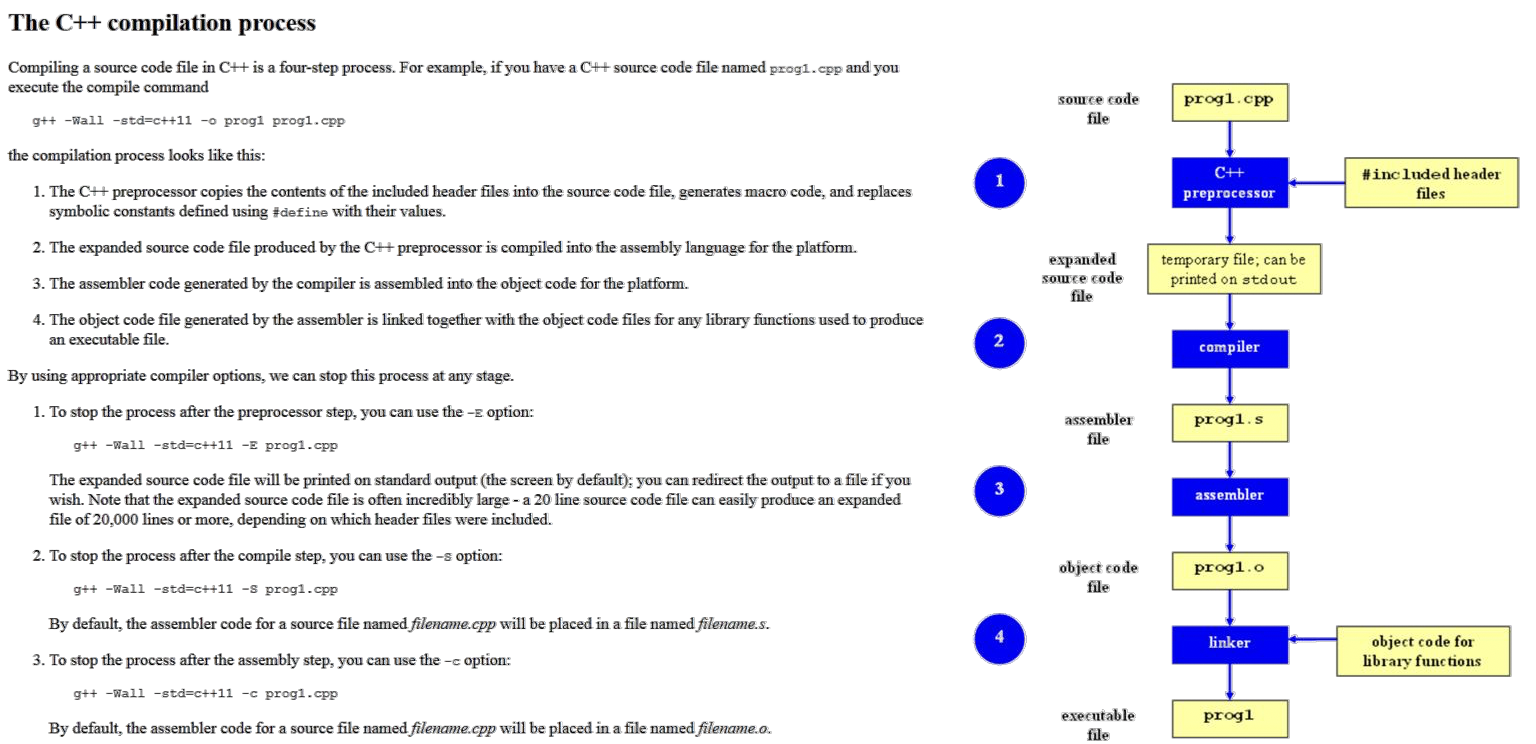 The C++ compilation process
Compiling a source code file in C++ is a four-step process. For example, if you have a C++ source code file named prog1.cpp and you
execute the compile command
g++ -Wall -std=c++11 -o prog1 prog1.cpp
the compilation process looks like this:
1. The C++ preprocessor copies the contents of the included header files into the source code file, generates macro code, and replaces
symbolic constants defined using #define with their values.
2. The expanded source code file produced by the C++ preprocessor is compiled into the assembly language for the platform.
3. The assembler code generated by the compiler is assembled into the object code for the platform.
4. The object code file generated by the assembler is linked together with the object code files for any library functions used to produce
an executable file.
By using appropriate compiler options, we can stop this process at any stage.
1. To stop the process after the preprocessor step, you can use the -E option:
g++ -Wall -std=c++11 -E prog1.cpp
The expanded source code file will be printed on standard output (the screen by default); you can redirect the output to a file if you
wish. Note that the expanded source code file is often incredibly large - a 20 line source code file can easily produce an expanded
file of 20,000 lines or more, depending on which header files were included.
2. To stop the process after the compile step, you can use the -S option:
g++ -Wall -std=c++11 -S prog1.cpp
By default, the assembler code for a source file named filename.cpp will be placed in a file named filename.s.
3. To stop the process after the assembly step, you can use the -c option:
g++ -Wall -std=c++11 -c prog1.cpp
By default, the assembler code for a source file named filename.cpp will be placed in a file named filename.o.
source code
file
prog1.cpp
1
C++
preprocessor
#included header
files
expanded
source code
file
temporary file; can be
printed on stdout
2
compiler
assembler
file
prog1.s
3
assembler
object code
file
prog1.o
4
linker
object code for
library functions
executable
file
prog1